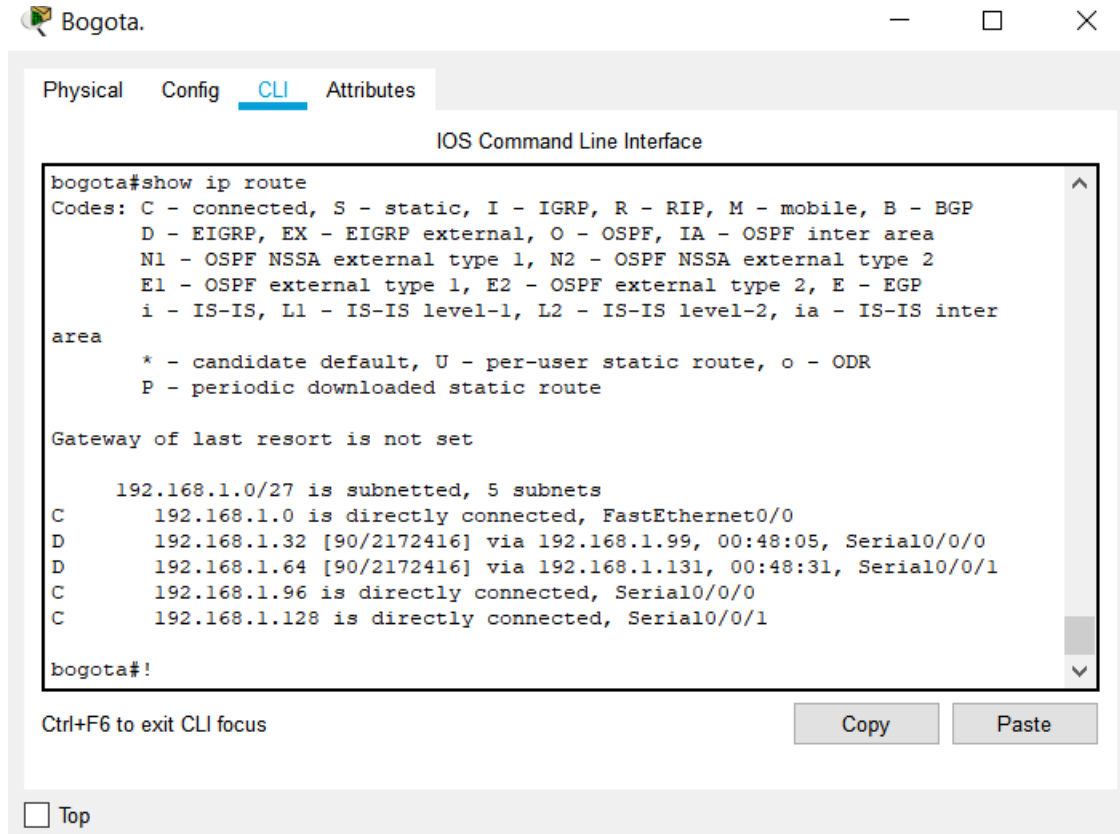 Bogota.
Physical Config CLI Attributes
IOS Command Line Interface
bogota#show ip route
Codes: C - connected, S - static, I - IGRP, R - RIP, M - mobile, B - BGP
D - EIGRP, EX - EIGRP external, O - OSPF, IA - OSPF inter area
N1 - OSPF NSSA external type 1, N2 - OSPF NSSA external type 2
E1 - OSPF external type 1, E2 - OSPF external type 2, E - EGP
i - IS-IS, L1 - IS-IS level-1, L2 - IS-IS level-2, ia - IS-IS inter
area
* - candidate default, U - per-user static route, o - ODR
P - periodic downloaded static route
Gateway of last resort is not set
192.168.1.0/27 is subnetted, 5 subnets
C 192.168.1.0 is directly connected, FastEthernet0/0
D 192.168.1.32 [90/2172416] via 192.168.1.99, 00:48:05, Serial0/0/0
D 192.168.1.64 [90/2172416] via 192.168.1.131, 00:48:31, Serial0/0/1
C 192.168.1.96 is directly connected, Serial0/0/0
C 192.168.1.128 is directly connected, Serial0/0/1
bogota#!
Ctrl+F6 to exit CLI focus
Copy Paste
Top